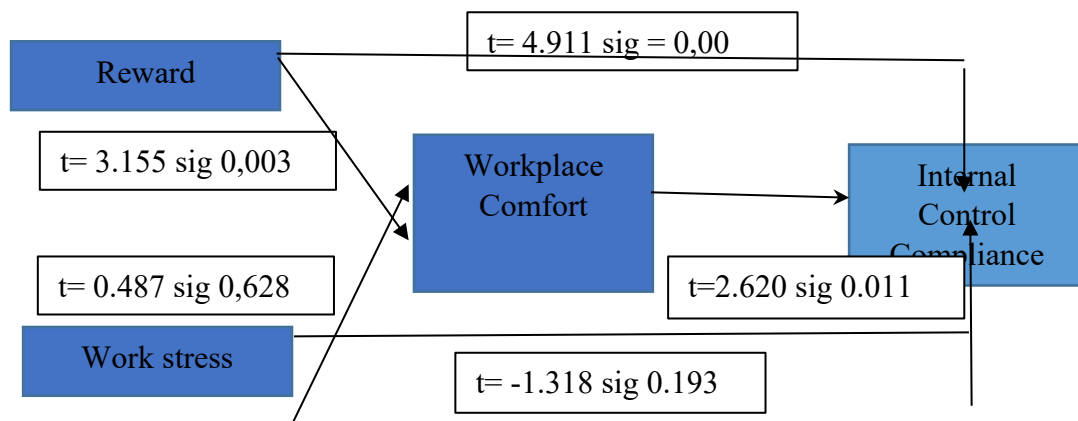 t= 4.911 sig = 0,00
Reward
t= 3.155 sig 0,003
Workplace
Comfort
Internal
Control
Compliance
t= 0.487 sig 0,628
t=2.620 sig 0.011
Work stress
t= -1.318 sig 0.193